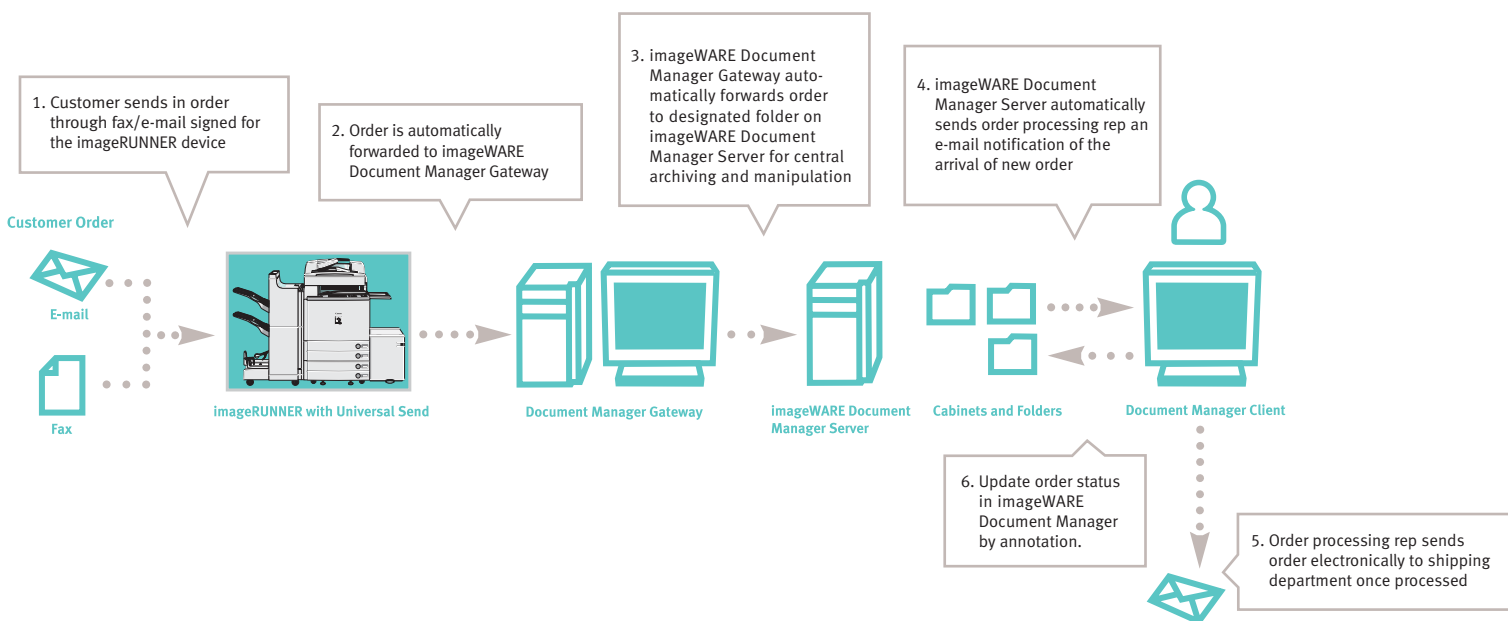 1. Customer sends in order
through fax/e-mail signed for
the imageRUNNER device
2. Order is automatically
forwarded to imageWARE
Document Manager Gateway
3. imageWARE Document
Manager Gateway auto-
matically forwards order
to designated folder on
imageWARE Document
Manager Server for central
archiving and manipulation
4. imageWARE Document
Manager Server automatically
sends order processing rep an
e-mail notification of the
arrival of new order
Customer Order
E-mail
Fax
imageRUNNER with Universal Send
Document Manager Gateway
imageWARE Document
Manager Server
Cabinets and Folders
Document Manager Client
6. Update order status
in imageWARE
Document Manager
by annotation.
5. Order processing rep sends
order electronically to shipping
department once processed